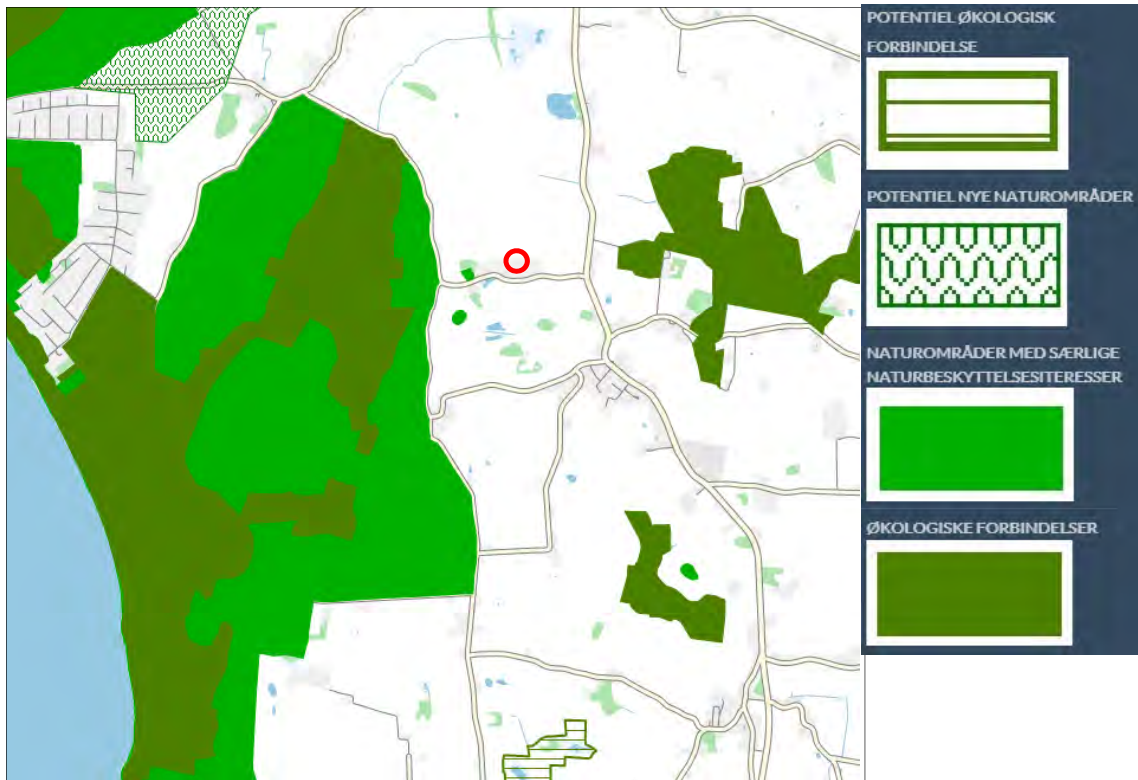 POTENTIEL ØKOLOGISK
FORBINDELSE
POTENTIEL NYE NATUROMRÅDER
NATUROMRÅDER MED SÆRLIGE
NATURBESKYTTELSESITERESSER
ØKOLOGISKE FORBINDELSER